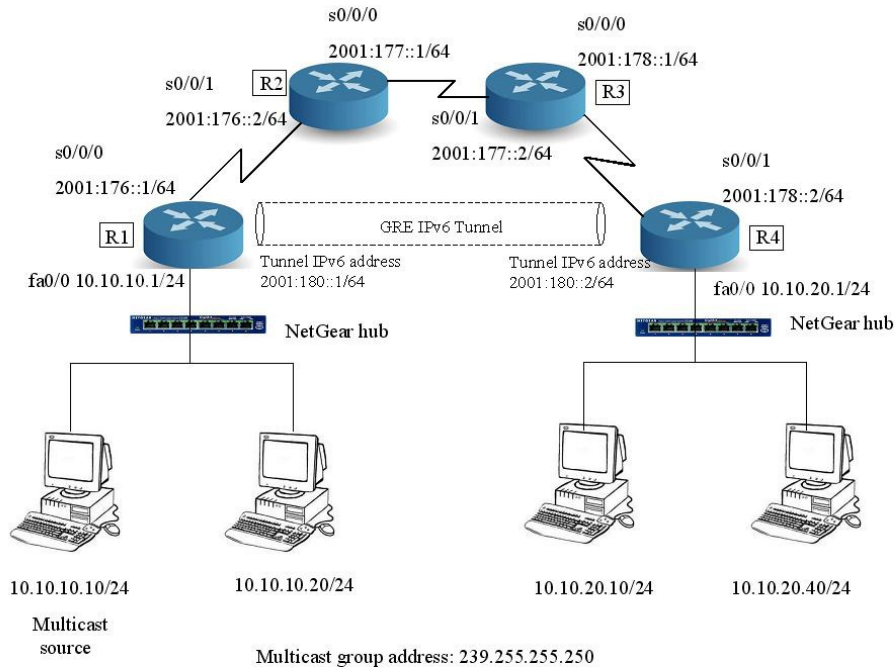 s0/0/0
2001:177::1/64
s0/0/0
2001:178::1/64
R2
R3
s0/0/1
2001:176::2/64
s0/0/1
2001:177::2/64
s0/0/0
2001:176::1/64
s0/0/1
2001:178::2/64
R1
GRE IPv6 Tunnel
R4
Tunnel IPv6 address
2001:180::1/64
Tunnel IPv6 address
2001:180::2/64
fa0/0 10.10.10.1/24
fa0/0 10.10.20.1/24
NETGEAR
NetGear hub
NETGEAR
NetGear hub
10.10.10.10/24
10.10.10.20/24
10.10.20.10/24
10.10.20.40/24
Multicast
source
Multicast group address: 239.255.255.250